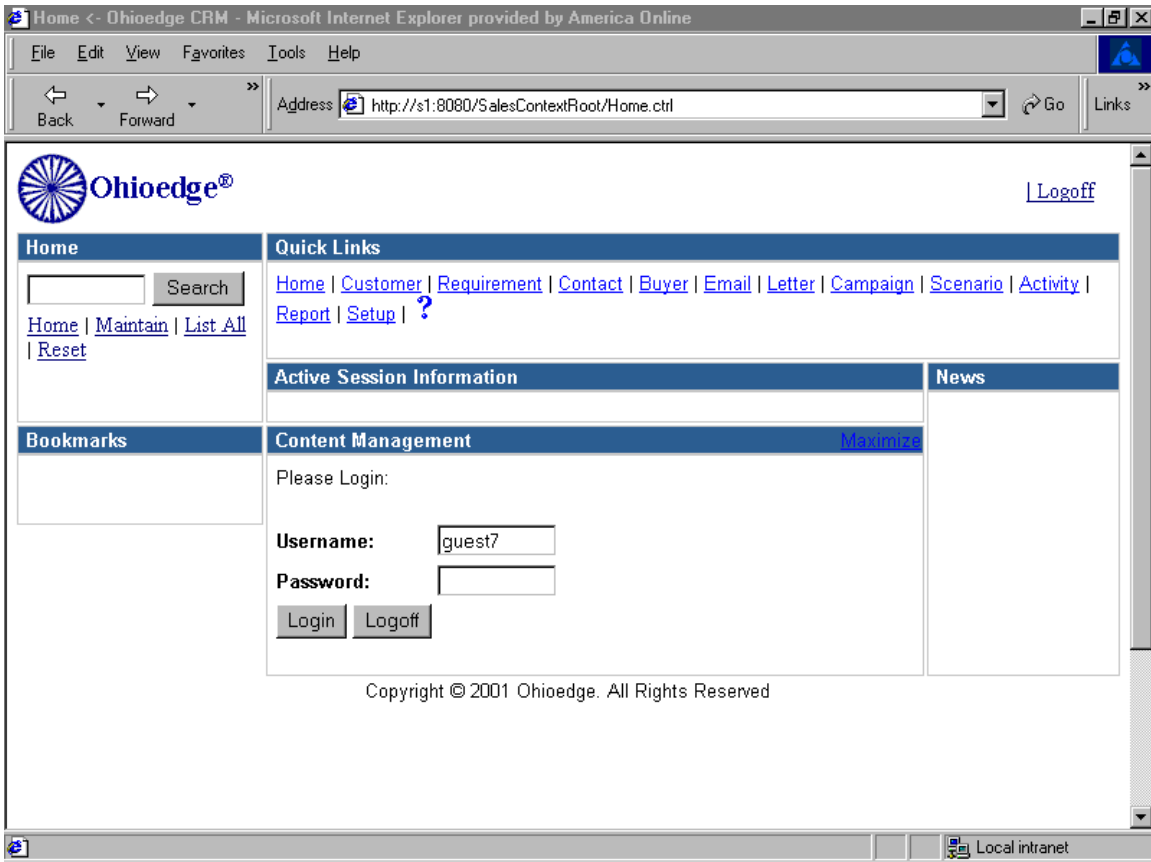 Home <- Ohioedge CRM - Microsoft Internet Explorer provided by America Online
File Edit View Favorites Tools Help
Back Forward » Address http://s1:8080/SalesContextRoot/Home.ctrl Go Links »
Ohioedge®
| Logoff
Home
Search
Home | Maintain | List All
| Reset
Quick Links
Home | Customer | Requirement | Contact | Buyer | Email | Letter | Campaign | Scenario | Activity |
Report | Setup | ?
Active Session Information
News
Bookmarks
Content Management Maximize
Please Login:
Username: guest7
Password:
Login Logoff
Copyright © 2001 Ohioedge. All Rights Reserved
Local intranet